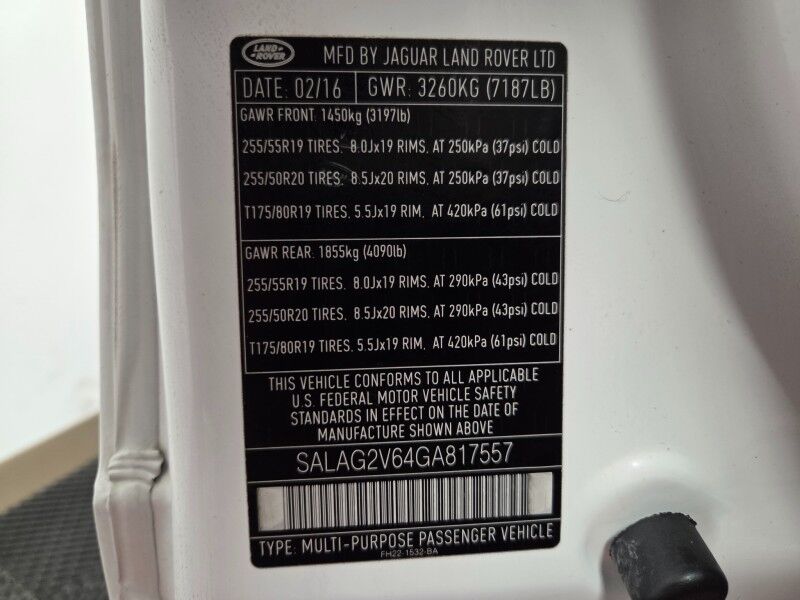 LAND
ROVER
MFD BY JAGUAR LAND ROVER LTD
DATE: 02/16 GWR: 3260KG (7187LB)
GAWR FRONT: 1450kg (3197lb)
255/55R19 TIRES. 8.0Jx19 RIMS. AT 250kPa (37psi) COLD
255/50R20 TIRES. 8.5Jx20 RIMS. AT 250kPa (37psi) COLD
T175/80R19 TIRES. 5.5Jx19 RIM. AT 420kPa (61psi) COLD
GAWR REAR: 1855kg (4090lb)
255/55R19 TIRES. 8.0Jx19 RIMS. AT 290kPa (43psi) COLD
255/50R20 TIRES. 8.5Jx20 RIMS. AT 290kPa (43psi) COLD
T175/80R19 TIRES. 5.5Jx19 RIM. AT 420kPa (61psi) COLD
THIS VEHICLE CONFORMS TO ALL APPLICABLE
U.S. FEDERAL MOTOR VEHICLE SAFETY
STANDARDS IN EFFECT ON THE DATE OF
MANUFACTURE SHOWN ABOVE
SALAG2V64GA817557
TYPE: MULTI-PURPOSE PASSENGER VEHICLE
FH22-1532-BA